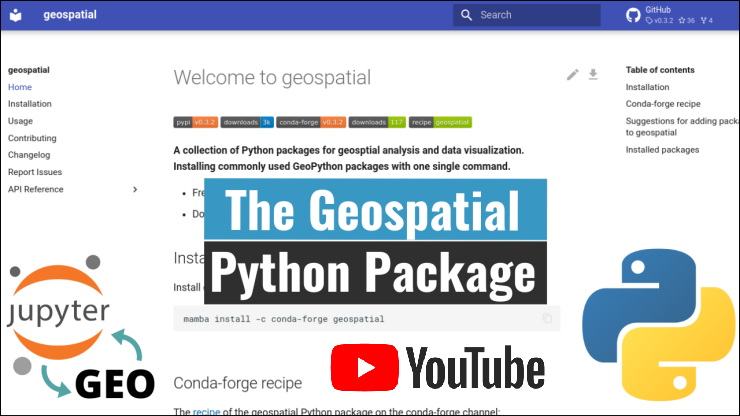 geospatial
Search
GitHub
v0.3.2 36 4
geospatial
Home
Installation
Usage
Contributing
Changelog
Report Issues
API Reference
Welcome to geospatial
pypi v0.3.2 downloads 3k conda-forge v0.3.2 downloads 117 recipe geospatial
A collection of Python packages for geosptial analysis and data visualization.
Installing commonly used GeoPython packages with one single command.
Table of contents
Installation
Conda-forge recipe
Suggestions for adding packa
to geospatial
Installed packages
The Geospatial
Python Package
mamba install -c conda-forge geospatial
jupyter
GEO
YouTube
Conda-forge recipe
The recipe of the geospatial Python package on the conda-forge channel: